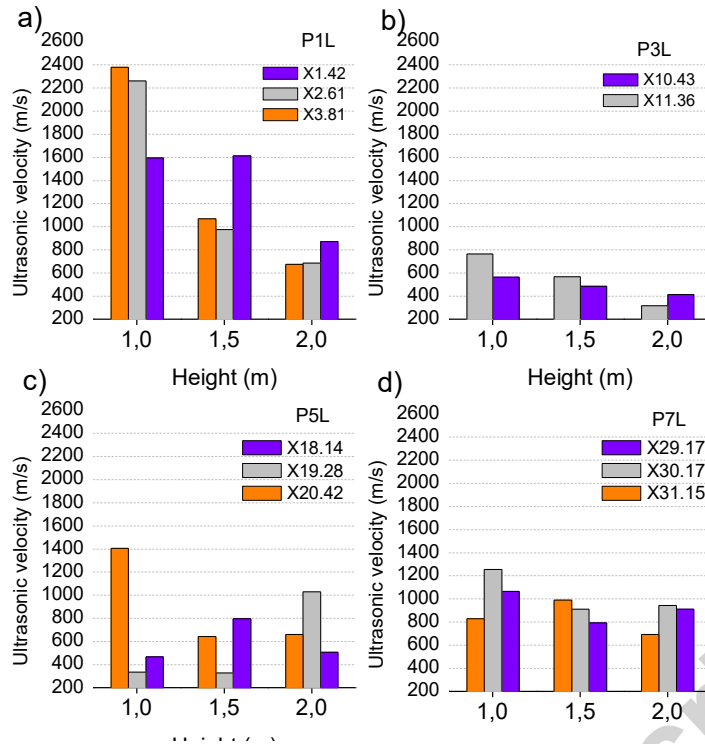 a)
P1L
2600
2400
2200
2000
1800
1600
1400
1200
1000
800
600
400
200
Ultrasonic velocity (m/s)
X1.42
X2.61
X3.81
1,0
1,5
2,0
Height (m)
b)
P3L
2600
2400
2200
2000
1800
1600
1400
1200
1000
800
600
400
200
Ultrasonic velocity (m/s)
X10.43
X11.36
1,0
1,5
2,0
Height (m)
c)
P5L
2600
2400
2200
2000
1800
1600
1400
1200
1000
800
600
400
200
Ultrasonic velocity (m/s)
X18.14
X19.28
X20.42
1,0
1,5
2,0
d)
P7L
2600
2400
2200
2000
1800
1600
1400
1200
1000
800
600
400
200
Ultrasonic velocity (m/s)
X29.17
X30.17
X31.15
1,0
1,5
2,0